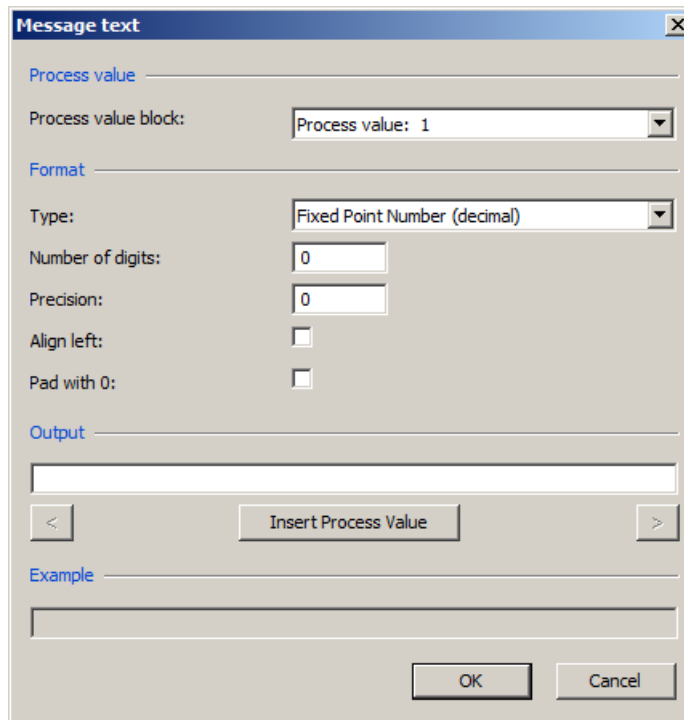 Message text
Process value
Process value block: Process value: 1
Format
Type: Fixed Point Number (decimal)
Number of digits: 0
Precision: 0
Align left:
Pad with 0:
Output
< Insert Process Value >
Example
OK Cancel